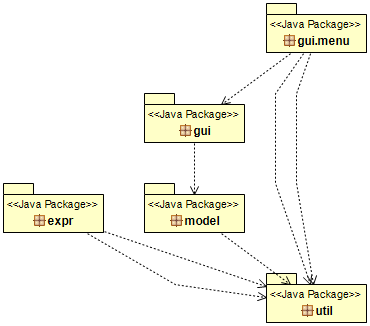 <<Java Package>>
gui.menu
<<Java Package>>
gui
<<Java Package>>
expr
<<Java Package>>
model
<<Java Package>>
util